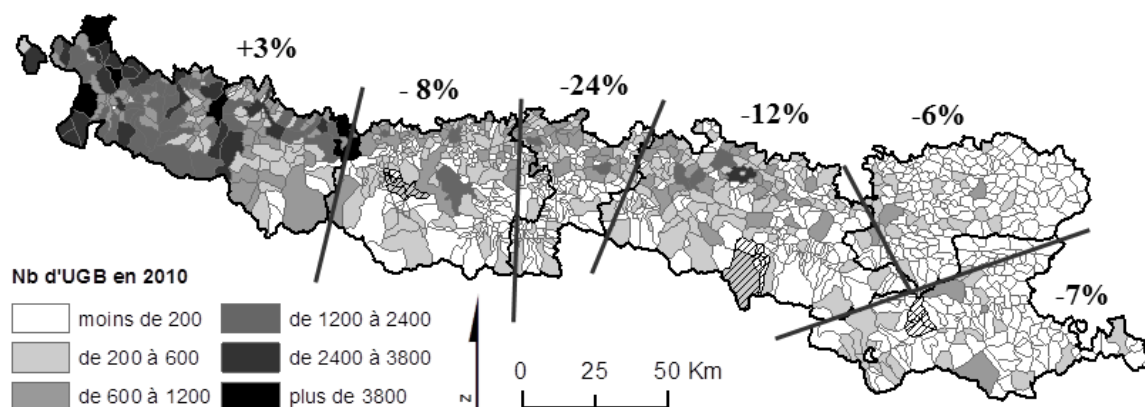 +3%
- 8%
-24%
-12%
-6%
-7%
Nb d'UGB en 2010
moins de 200
de 200 à 600
de 600 à 1200
de 1200 à 2400
de 2400 à 3800
plus de 3800
N
0 25 50 Km